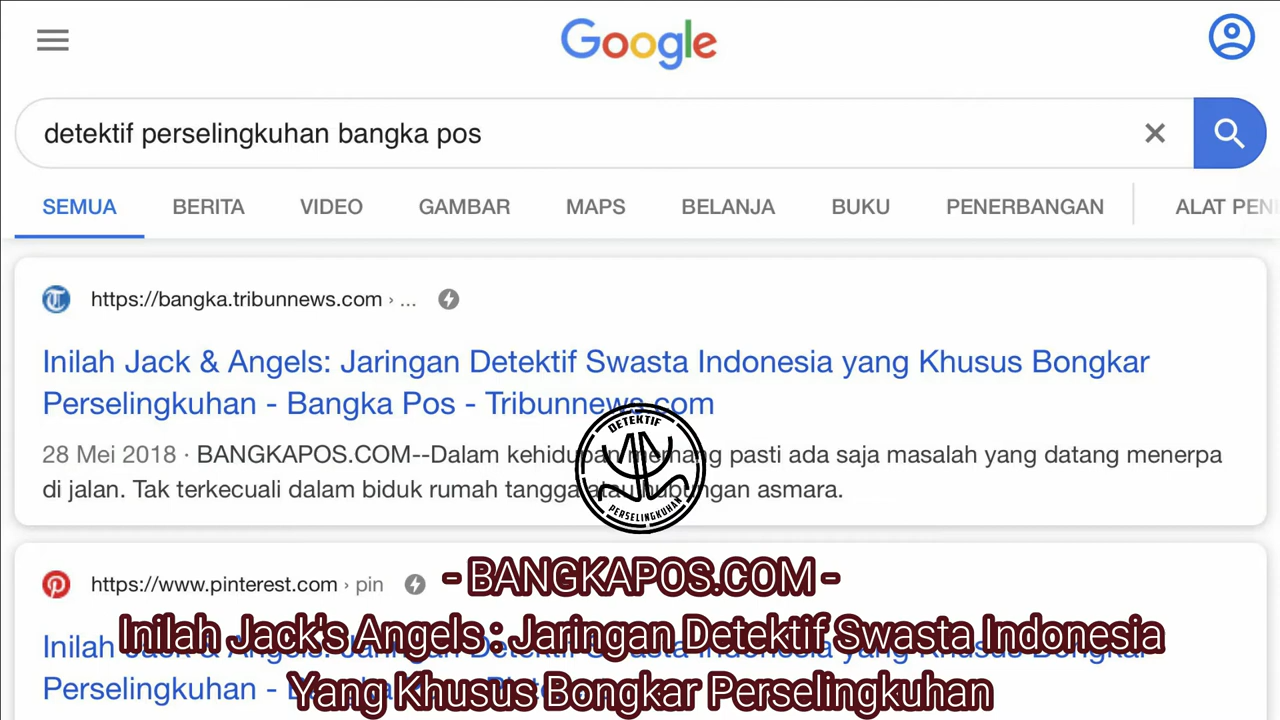 Google
detektif perselingkuhan bangka pos
SEMUA BERITA VIDEO GAMBAR MAPS BELANJA BUKU PENERBANGAN ALAT PEN
https://bangka.tribunnews.com › ...
Inilah Jack & Angels: Jaringan Detektif Swasta Indonesia yang Khusus Bongkar
Perselingkuhan - Bangka Pos - Tribunnews.com
28 Mei 2018 · BANGKAPOS.COM--Dalam kehidupan memang pasti ada saja masalah yang datang menerpa
di jalan. Tak terkecuali dalam biduk rumah tangga atau hubungan asmara.
DETEKTIF
PERSELINGKUHAN
https://www.pinterest.com › pin
- BANGKAPOS.COM -
Inilah Jack's Angels : Jaringan Detektif Swasta Indonesia
Yang Khusus Bongkar Perselingkuhan
Inilah
Perselingkuhan -